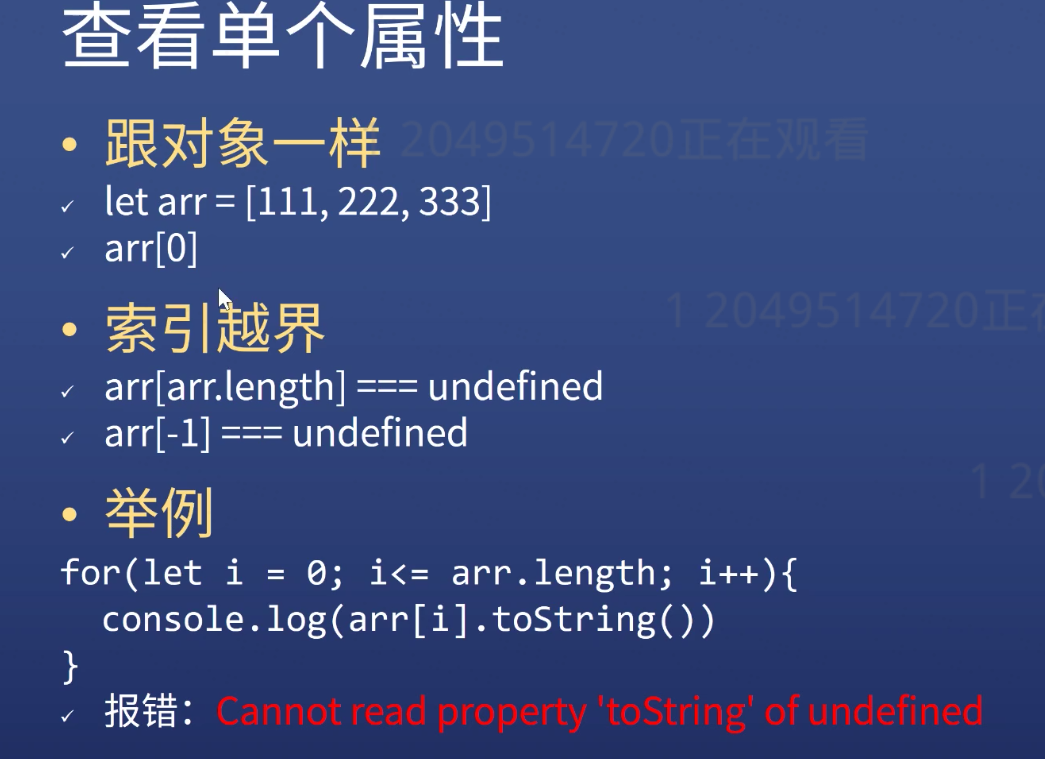 查看单个属性
• 跟对象一样
2049514720正在观看
✓ let arr = [111, 222, 333]
✓ arr[0]
• 索引越界
1 2049514720正在
✓ arr[arr.length] === undefined
✓ arr[-1] === undefined
1 20
• 举例
for(let i = 0; i<= arr.length; i++){
  console.log(arr[i].toString())
}
✓ 报错：Cannot read property 'toString' of undefined